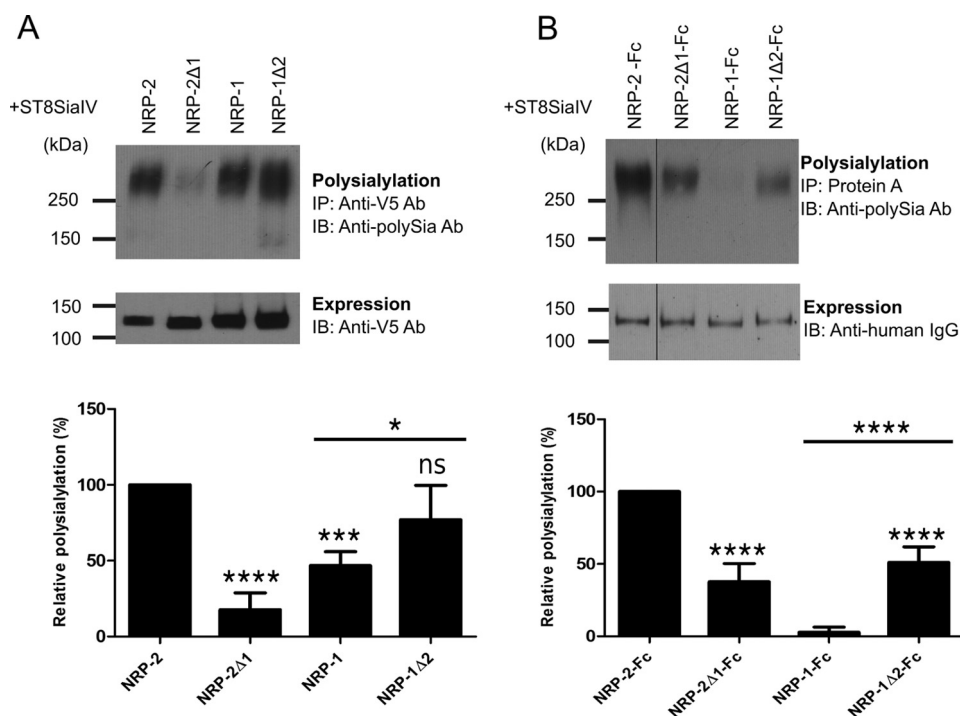 A
+ST8SiaIV
NRP-2
NRP-2Δ1
NRP-1
NRP-1Δ2
(kDa)
250
150
Polysialylation
IP: Anti-V5 Ab
IB: Anti-polySia Ab
150
100
Expression
IB: Anti-V5 Ab
Relative polysialylation (%)
150
100
50
0
****
***
*
ns
NRP-2
NRP-2Δ1
NRP-1
NRP-1Δ2
B
+ST8SiaIV
NRP-2 -Fc
NRP-2Δ1-Fc
NRP-1-Fc
NRP-1Δ2-Fc
(kDa)
250
150
Polysialylation
IP: Protein A
IB: Anti-polySia Ab
150
100
Expression
IB: Anti-human IgG
Relative polysialylation (%)
150
100
50
0
****
****
****
NRP-2-Fc
NRP-2Δ1-Fc
NRP-1-Fc
NRP-1Δ2-Fc